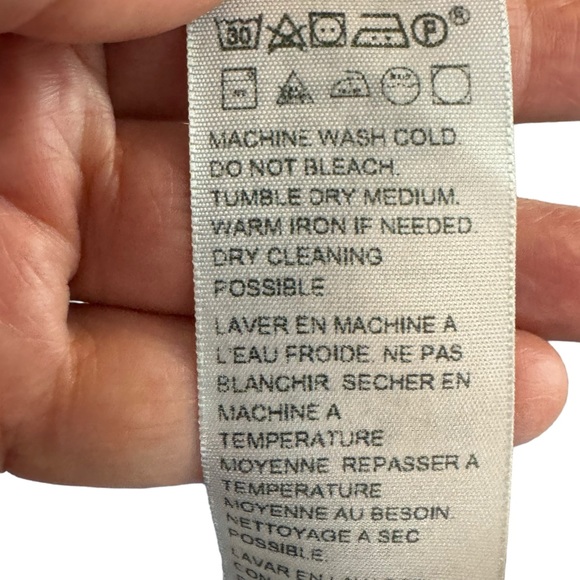 30 P ®
MACHINE WASH COLD.
DO NOT BLEACH.
TUMBLE DRY MEDIUM.
WARM IRON IF NEEDED.
DRY CLEANING
POSSIBLE.
LAVER EN MACHINE A
L'EAU FROIDE. NE PAS
BLANCHIR. SECHER EN
MACHINE A
TEMPERATURE
MOYENNE. REPASSER A
TEMPERATURE
MOYENNE AU BESOIN.
NETTOYAGE A SEC
POSSIBLE.
LAVAR EN